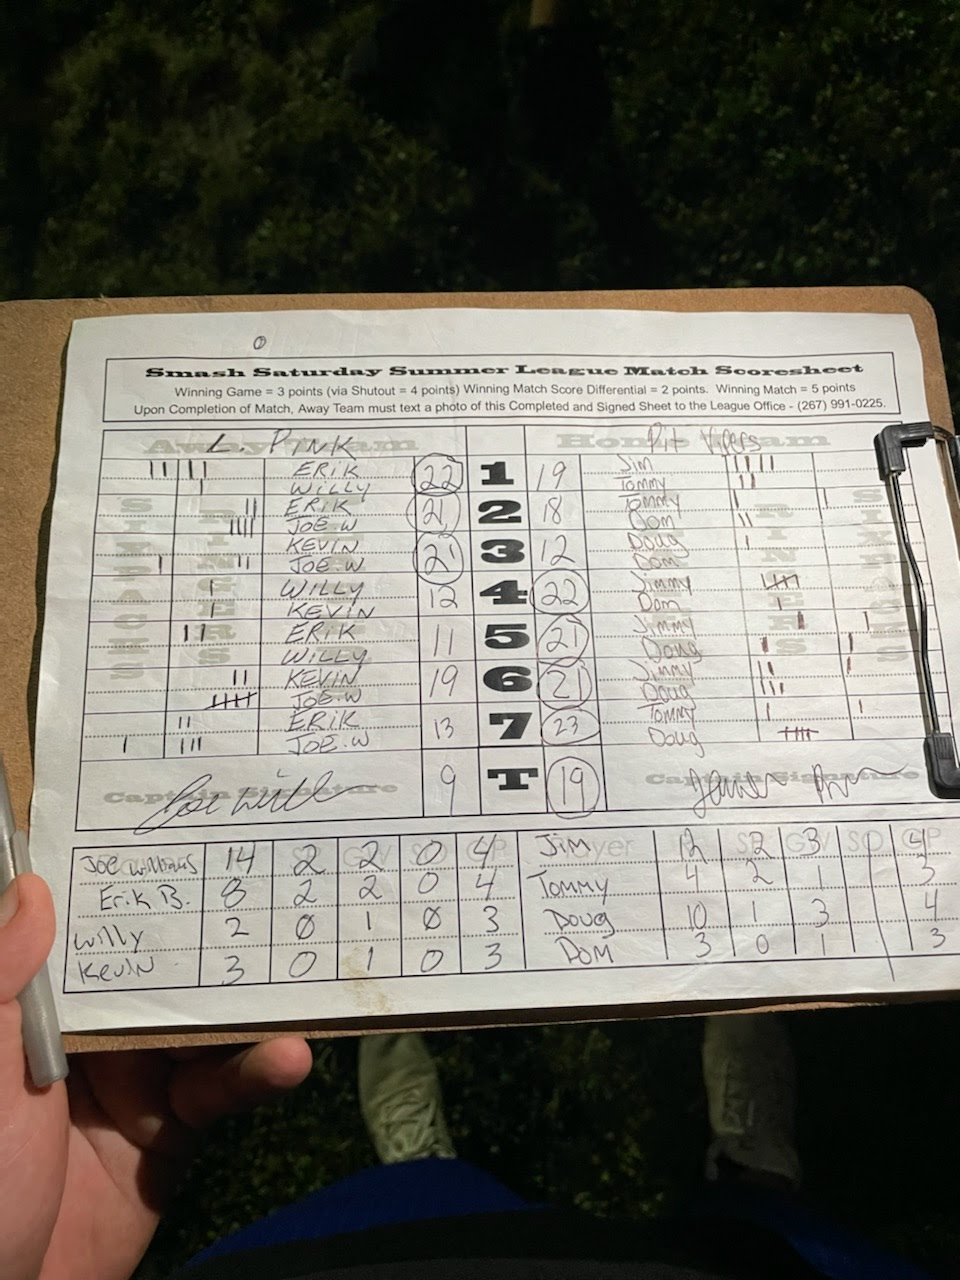 Smash Saturday Summer League Match Scoresheet
Winning Game = 3 points (via Shutout = 4 points) Winning Match Score Differential = 2 points. Winning Match = 5 points
Upon Completion of Match, Away Team must text a photo of this Completed and Signed Sheet to the League Office - (267) 991-0225.
Away Team L. PINK Home Team Pit Vipers
ERIK 22 1 19 Jim
WILLY Tommy
ERIK 21 2 18 Tommy
JOE.W Dom
KEVIN 21 3 12 Doug
JOE.W Dom
WILLY 12 4 22 Jimmy
KEVIN Dom
ERIK 11 5 21 Jimmy
WILLY Doug
KEVIN 19 6 21 Jimmy
JOE.W Doug
ERIK 13 7 23 Tommy
JOE.W Doug
Captain Signature 9 T 19 Captain Signature
Joe Williams 14 2 2 0 4 Jim 12 2 3 4
Erik B. 8 2 2 0 4 Tommy 4 2 1 3
Willy 2 0 1 0 3 Doug 10 1 3 4
Kevin 3 0 1 0 3 Dom 3 0 1 3